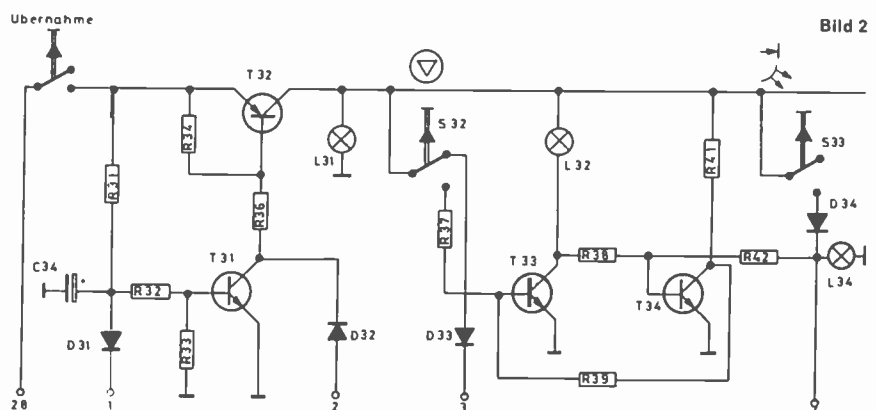 Übernahme
Bild 2
T32
S32
S33
R34
L31
L32
R41
R31
D34
R36
R37
C34
T31
T33
R38
R42
R32
L34
T34
D31
R33
D32
D33
R39
28
1
2
3
9